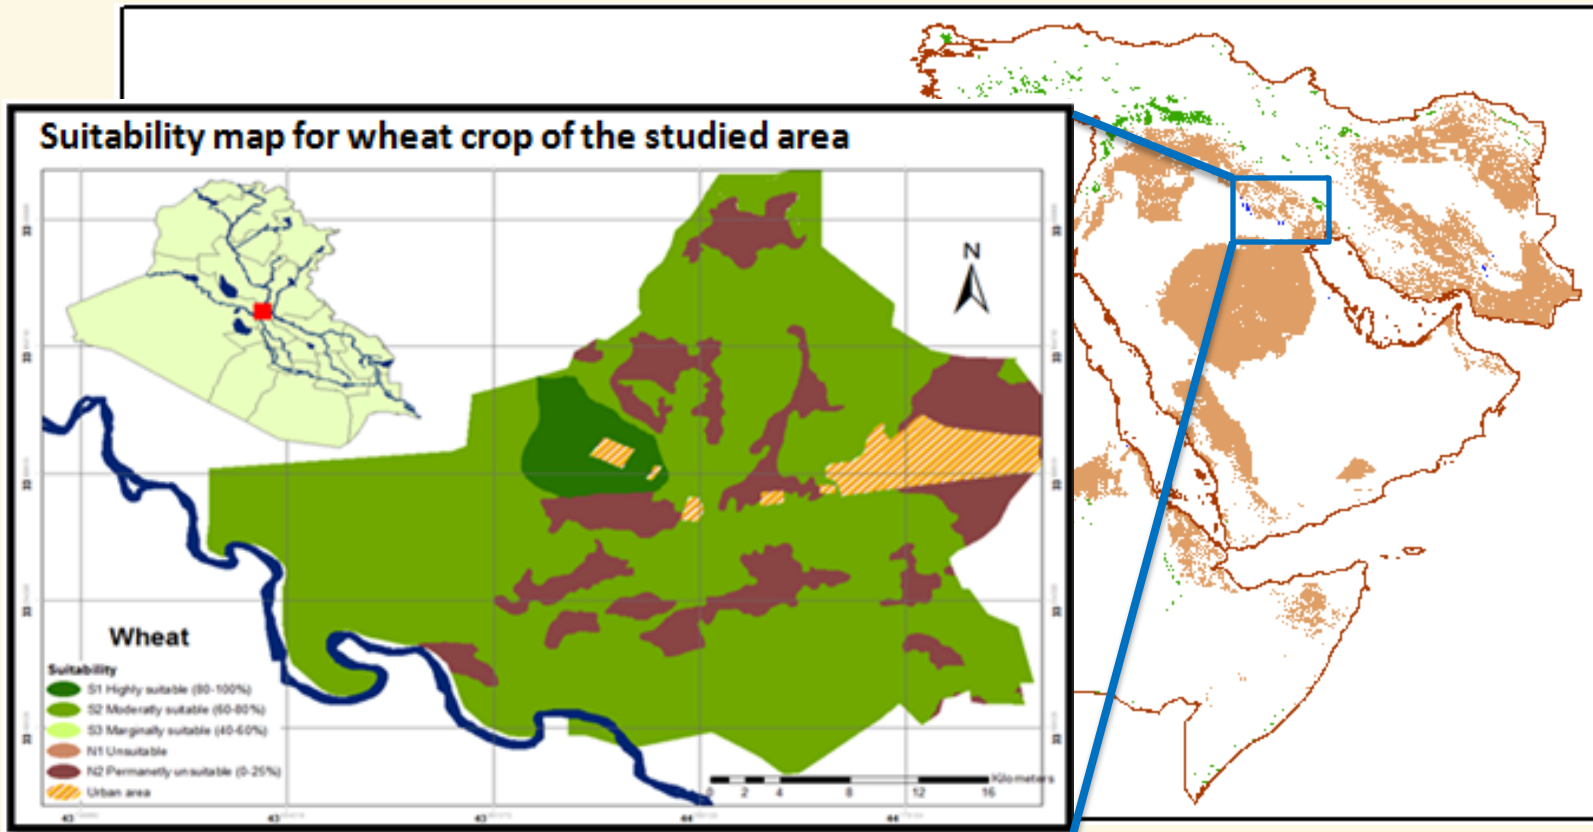 Suitability map for wheat crop of the studied area
N
Wheat
Suitability
S1 Highly suitable (80-100%)
S2 Moderatly suitable (60-80%)
S3 Marginally suitable (40-60%)
N1 Unsuitable
N2 Permanetly unsuitable (0-25%)
Urban area
Kilometers
0 2 4 8 12 16